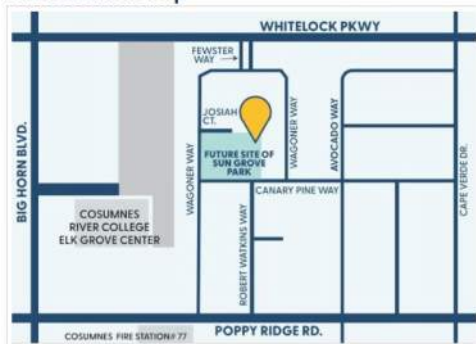 WHITELOCK PKWY
FEWSTER
WAY
JOSIAH
CT.
BIG HORN BLVD.
WAGONER WAY
FUTURE SITE OF
SUN GROVE
PARK
WAGONER WAY
AVOCADO WAY
CAPE VERDE DR.
CANARY PINE WAY
COSUMNES
RIVER COLLEGE
ELK GROVE CENTER
ROBERT WATKINS WAY
POPPY RIDGE RD.
COSUMNES FIRE STATION# 77